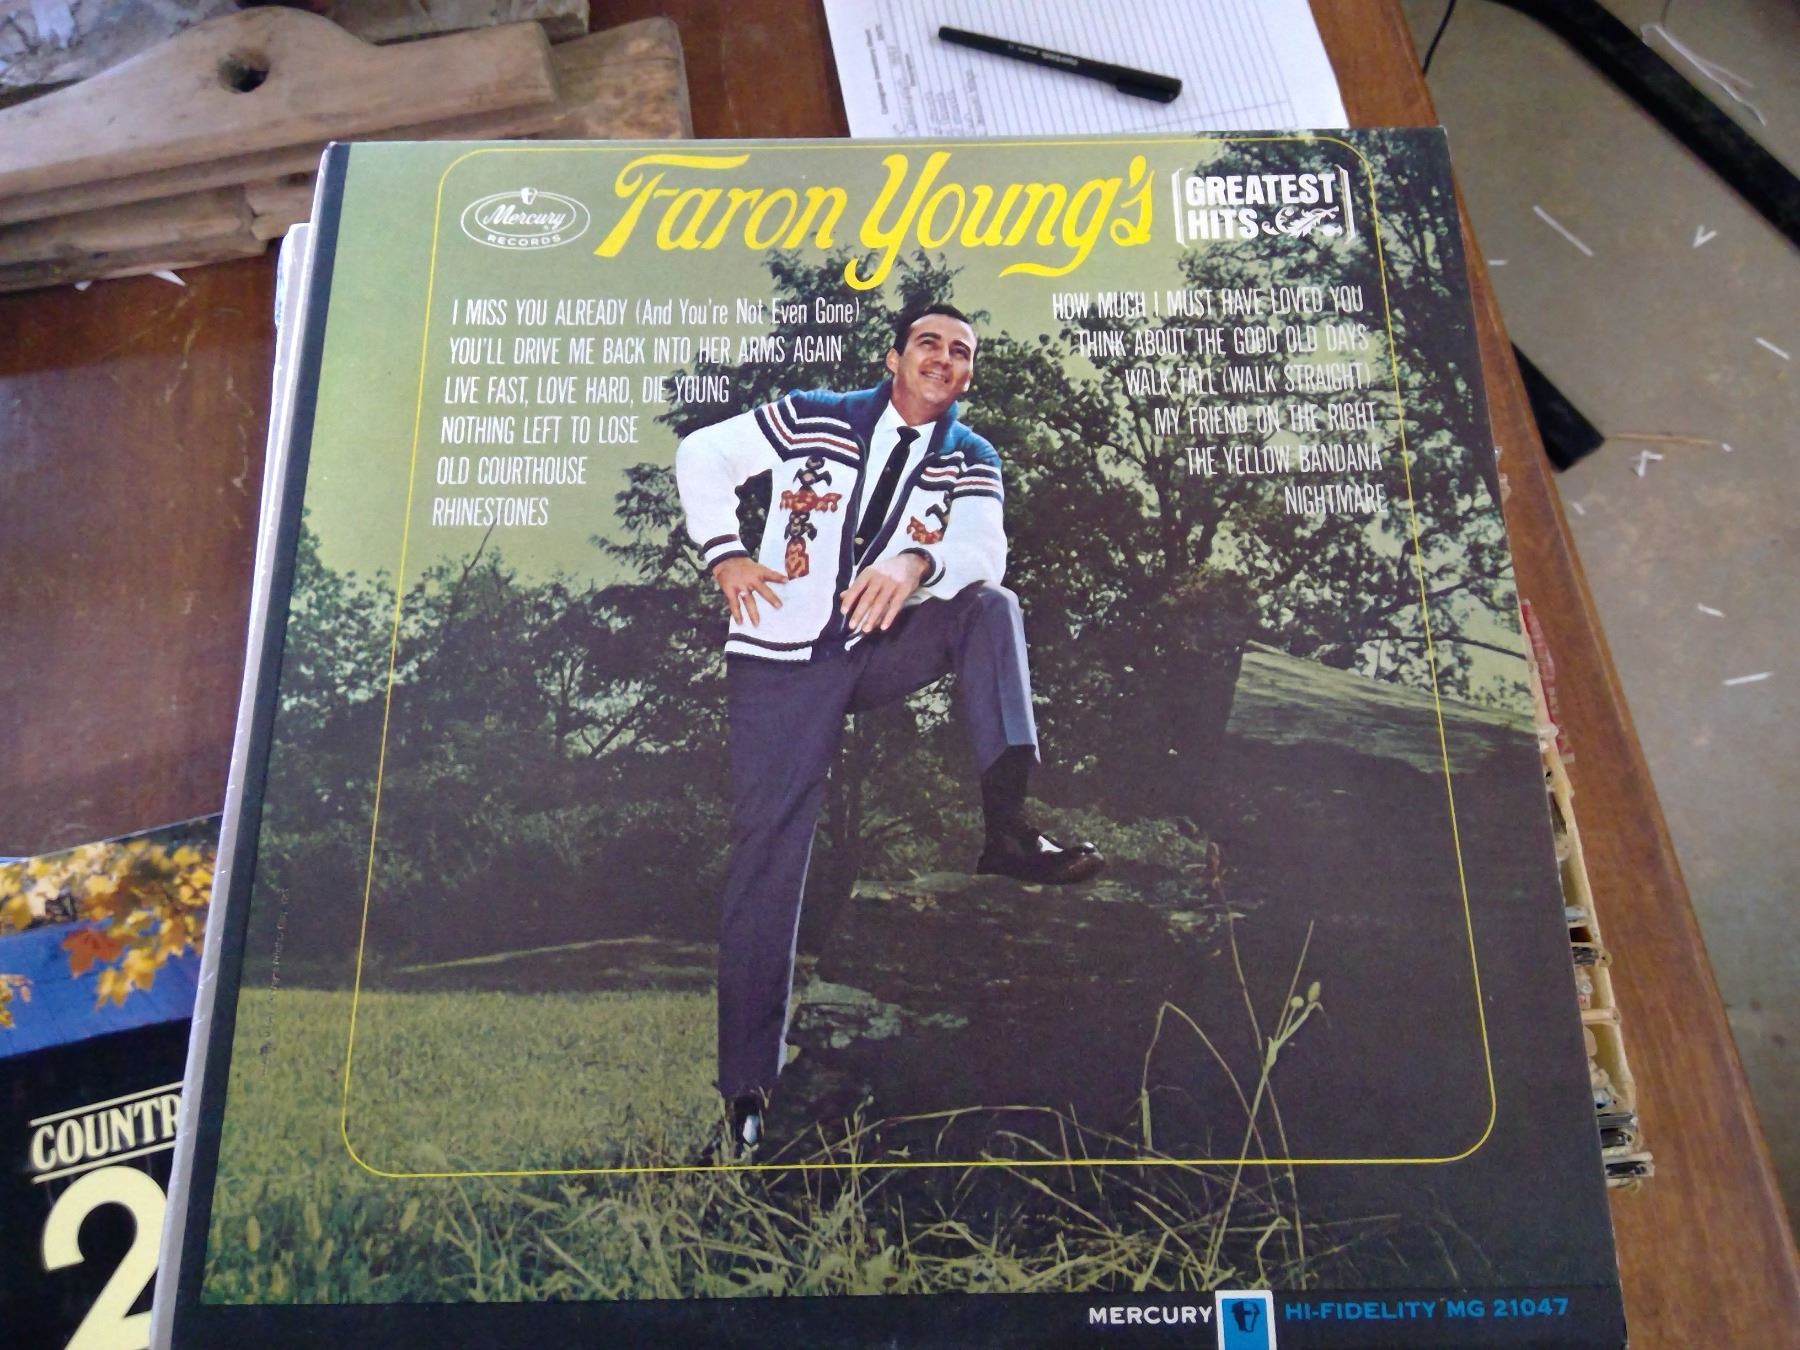 Mercury
RECORDS
Faron Young's
GREATEST
HITS
I MISS YOU ALREADY (And You're Not Even Gone)
YOU'LL DRIVE ME BACK INTO HER ARMS AGAIN
LIVE FAST, LOVE HARD, DIE YOUNG
NOTHING LEFT TO LOSE
OLD COURTHOUSE
RHINESTONES
HOW MUCH I MUST HAVE LOVED YOU
THINK ABOUT THE GOOD OLD DAYS
WALK TALL (WALK STRAIGHT)
MY FRIEND ON THE RIGHT
THE YELLOW BANDANA
NIGHTMARE
COUNTR
2
MERCURY HI-FIDELITY MG 21047